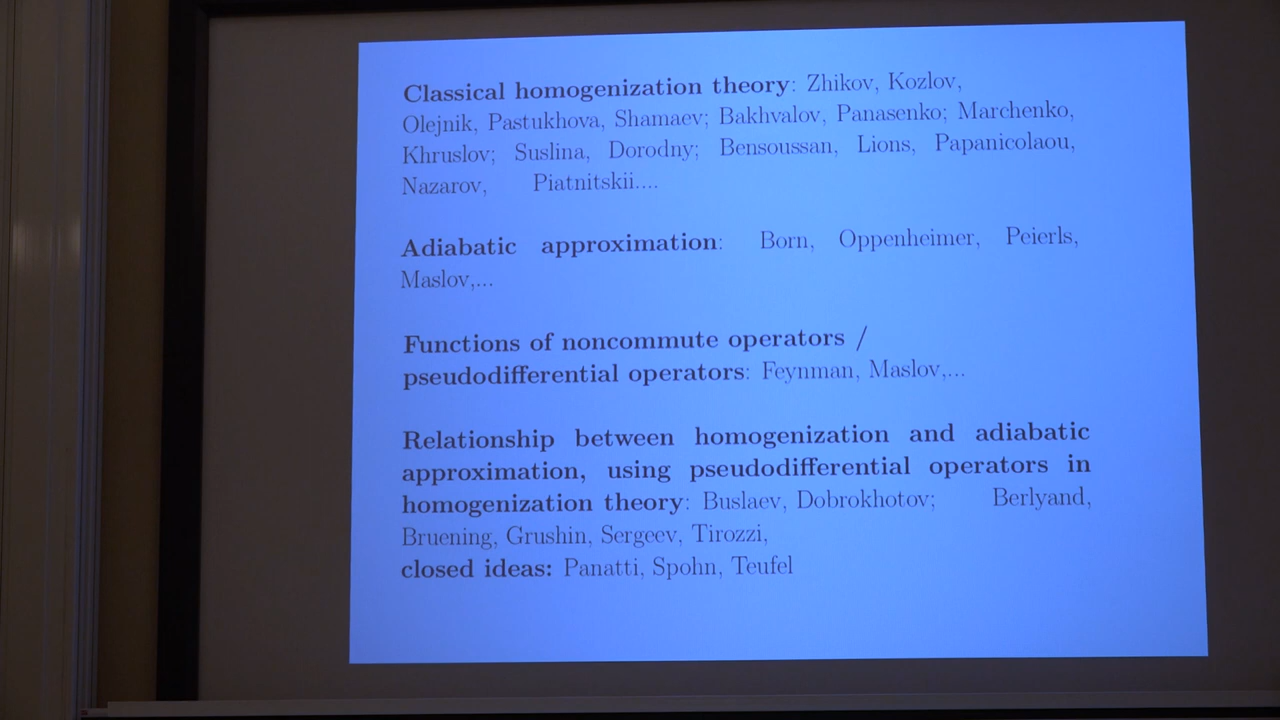 Classical homogenization theory: Zhikov, Kozlov,
Olejnik, Pastukhova, Shamaev; Bakhvalov, Panasenko; Marchenko,
Khruslov; Suslina, Dorodny; Bensoussan, Lions, Papanicolaou,
Nazarov, Piatnitskii....
Adiabatic approximation: Born, Oppenheimer, Peierls,
Maslov,...
Functions of noncommute operators /
pseudodifferential operators: Feynman, Maslov,...
Relationship between homogenization and adiabatic
approximation, using pseudodifferential operators in
homogenization theory: Buslaev, Dobrokhotov; Berlyand,
Bruening, Grushin, Sergeev, Tirozzi,
closed ideas: Panatti, Spohn, Teufel